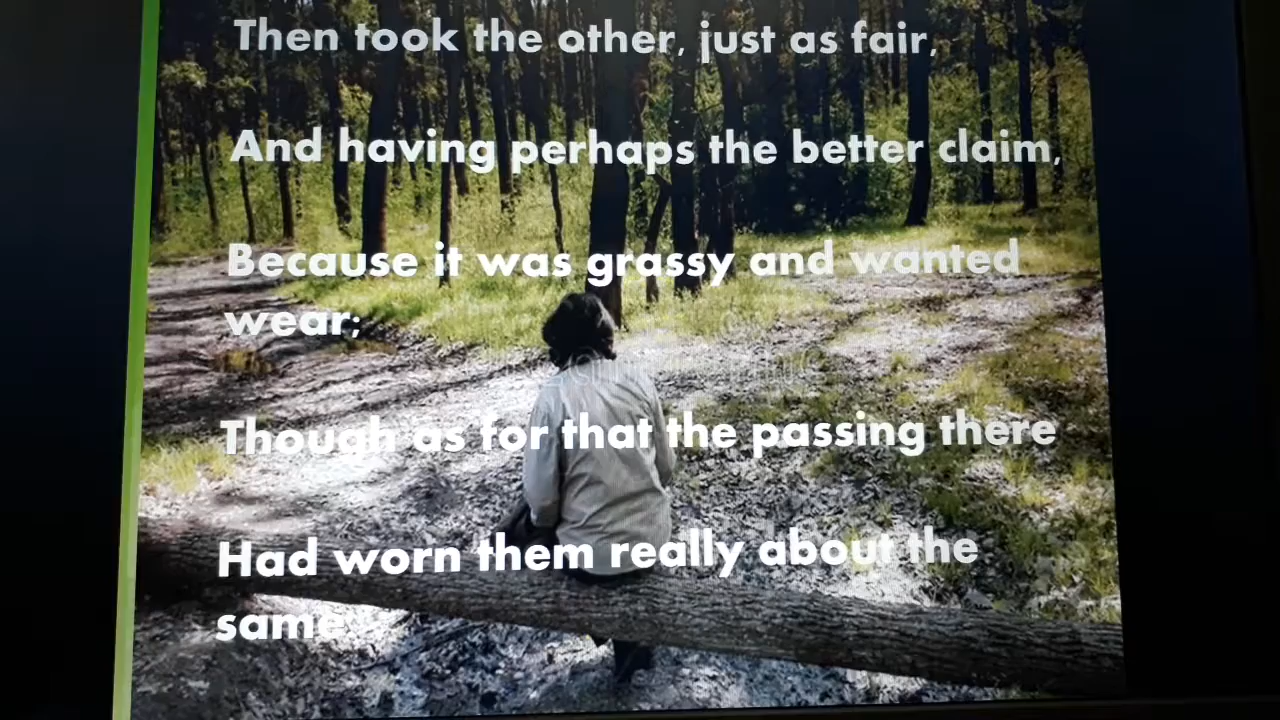 Then took the other, just as fair,
And having perhaps the better claim,
Because it was grassy and wanted
wear;
Though as for that the passing there
Had worn them really about the
same